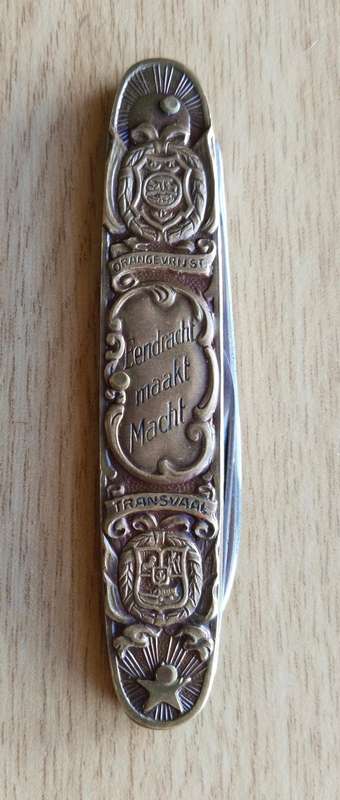 ORANGEVRIJST.
Eendracht
maakt
Macht
TRANSVAAL